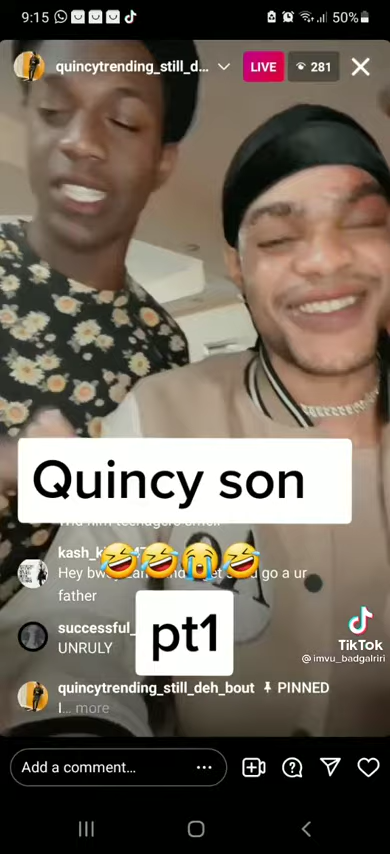 9:15
50%
quincytrending_still_d...
LIVE
281
Quincy son
kash_k
Hey bw
go a ur
father
pt1
successful_
UNRULY
TikTok
@imvu_badgalriri
quincytrending_still_deh_bout
PINNED
I... more
Add a comment...